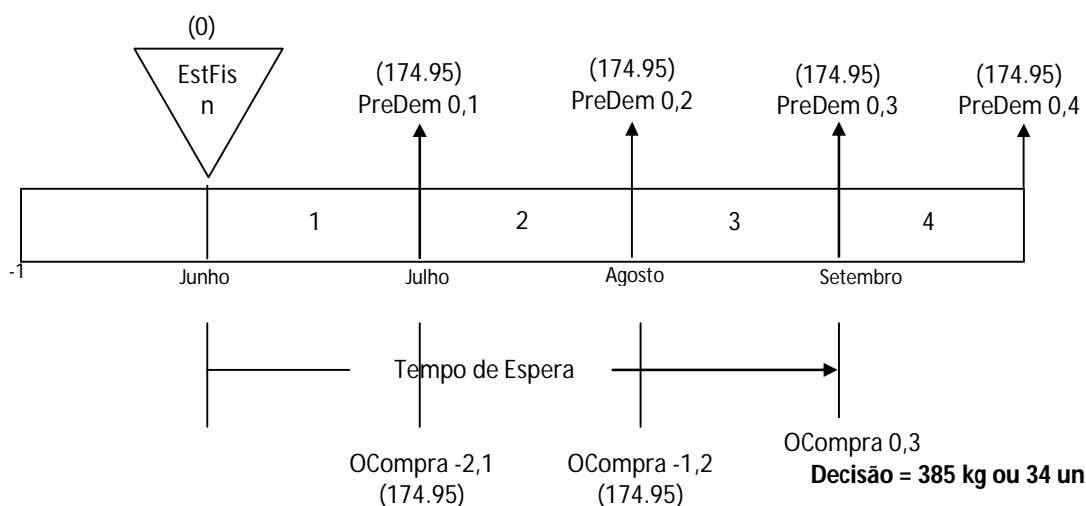 (0)
EstFis
n
(174.95)
PreDem 0,1
(174.95)
PreDem 0,2
(174.95)
PreDem 0,3
(174.95)
PreDem 0,4
1
2
3
4
-1
Junho
Julho
Agosto
Setembro
Tempo de Espera
OCompra -2,1
(174.95)
OCompra -1,2
(174.95)
OCompra 0,3
Decisão = 385 kg ou 34 un